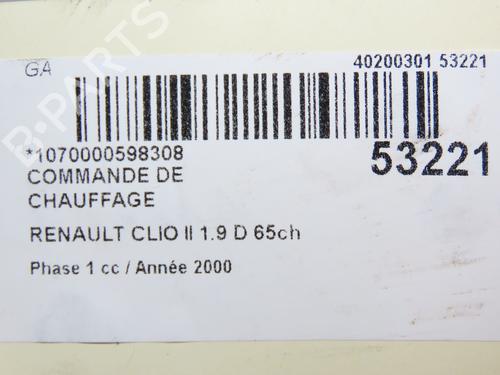 GA
40200301 53221
*1070000598308
53221
COMMANDE DE
CHAUFFAGE
RENAULT CLIO II 1.9 D 65ch
Phase 1 cc / Année 2000
B-PARTS